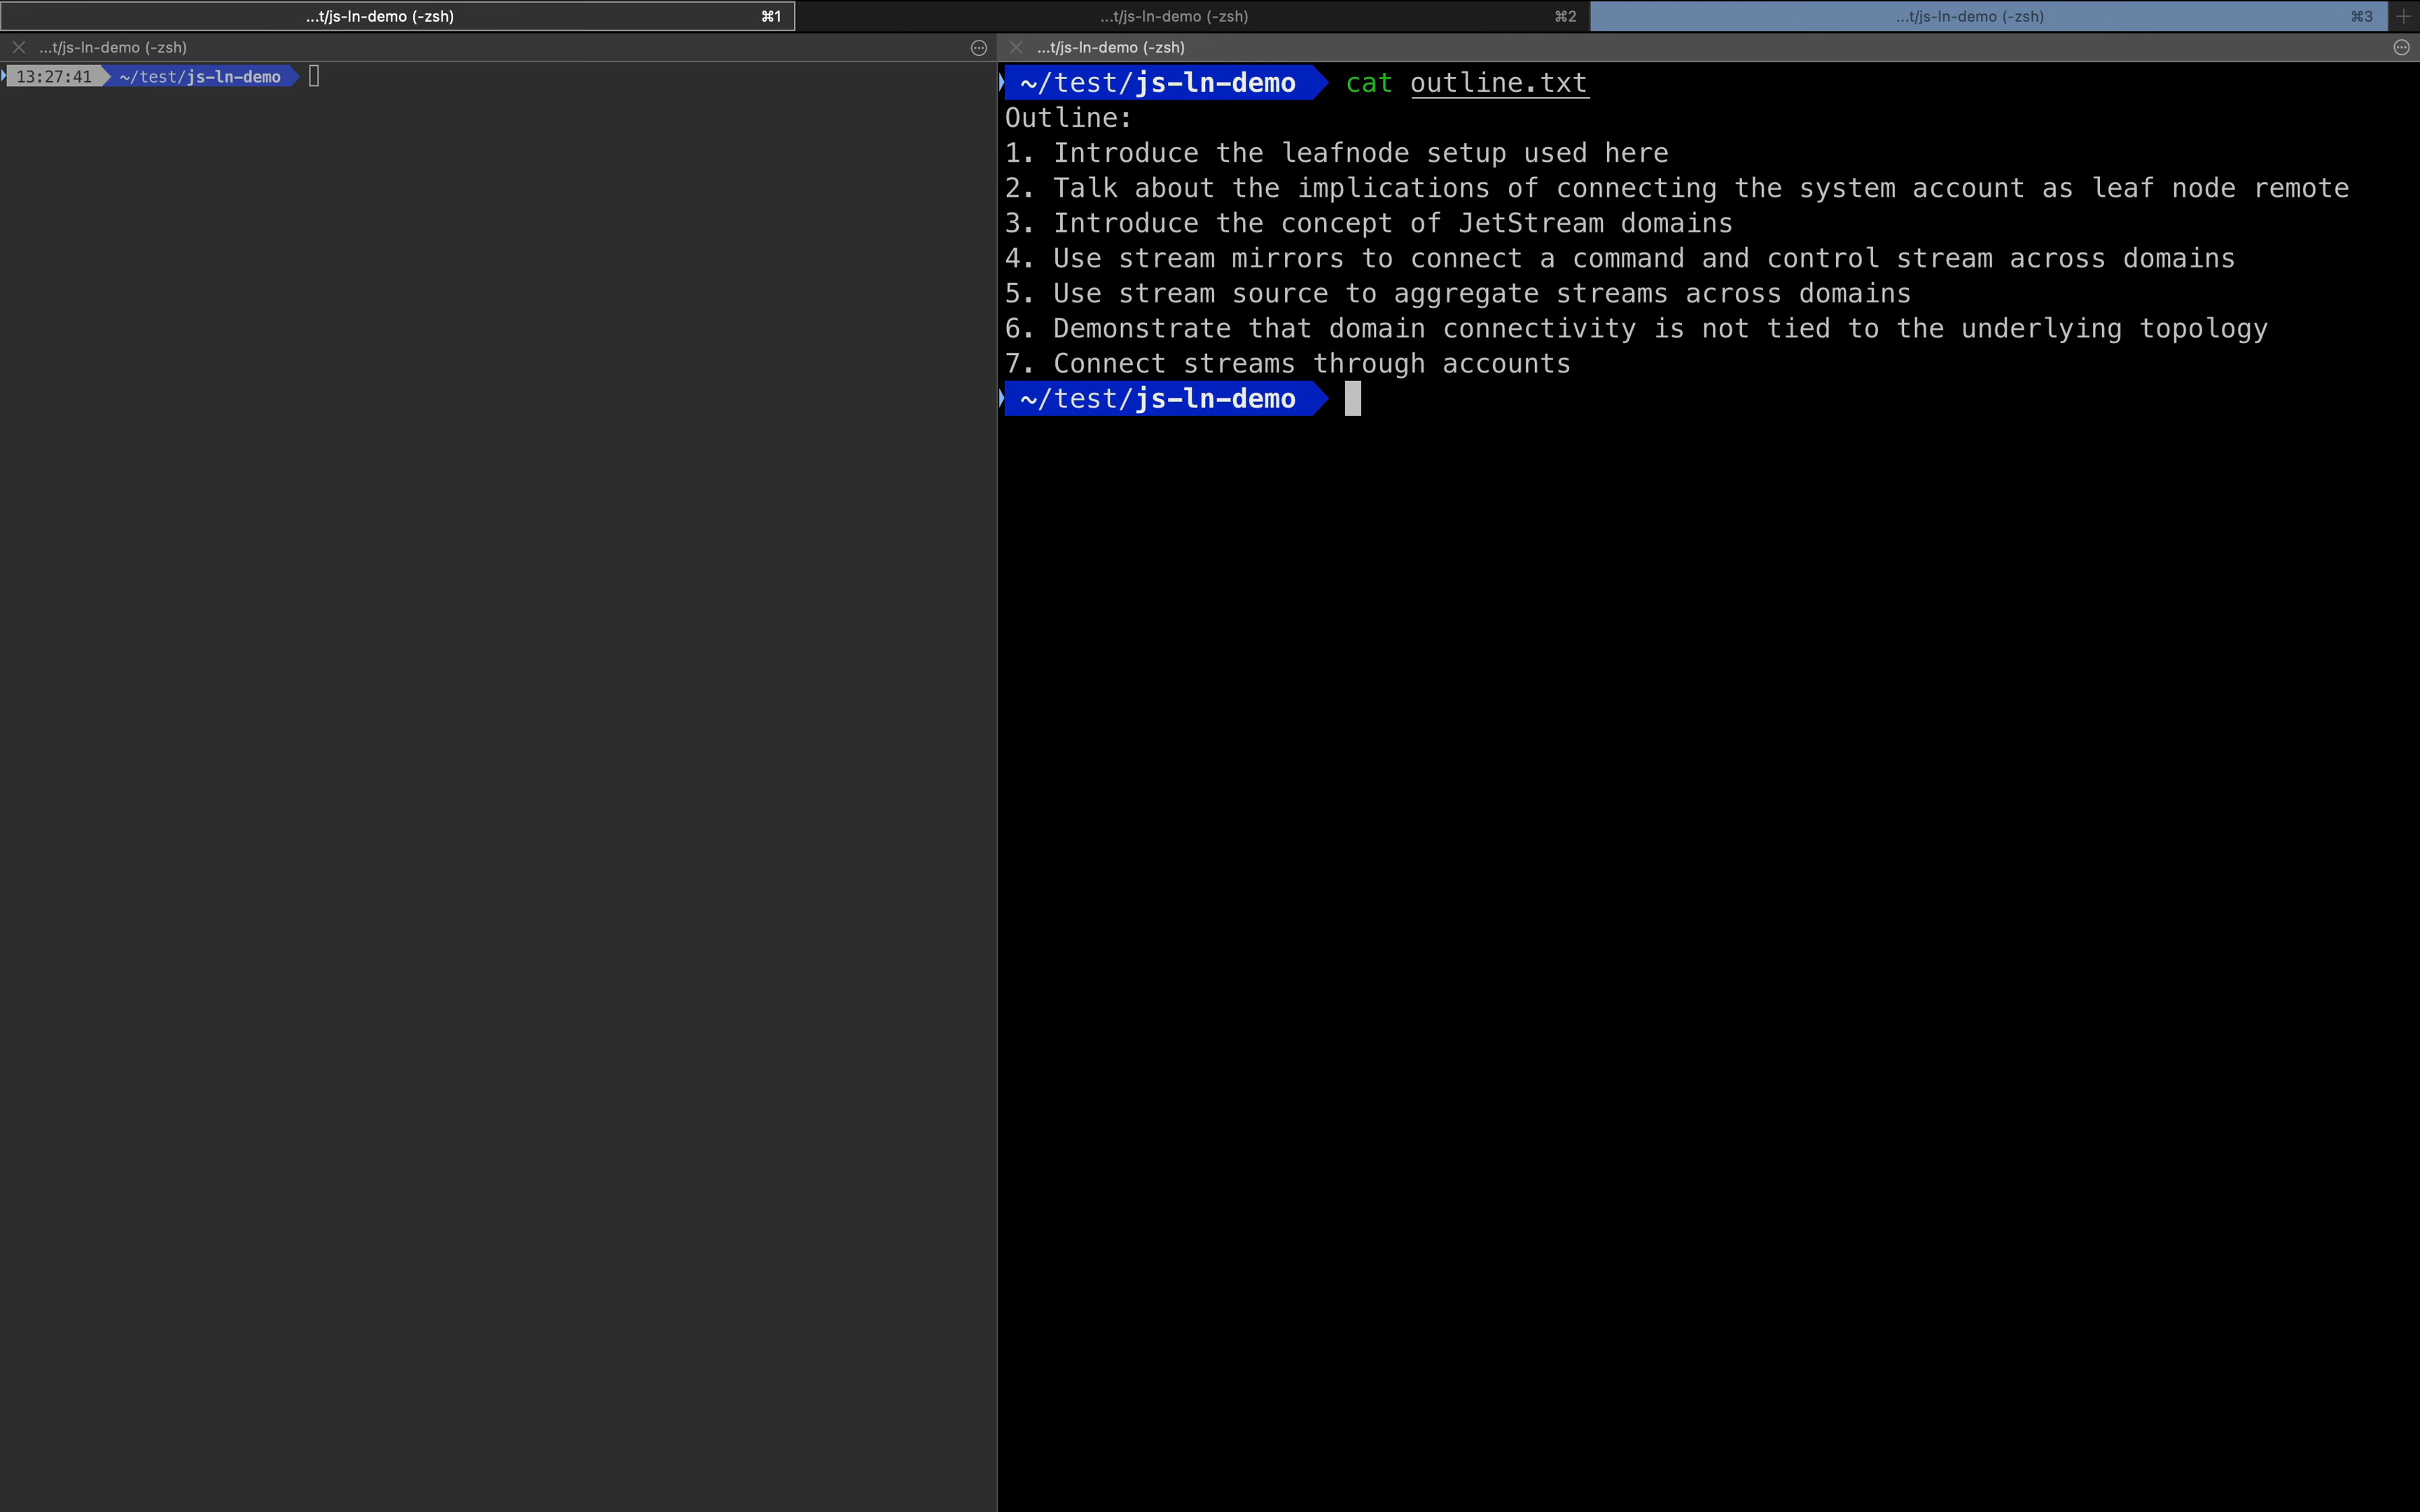 ...t/js-ln-demo (-zsh) ⌘1 ...t/js-ln-demo (-zsh) ⌘2 ...t/js-ln-demo (-zsh) ⌘3
...t/js-ln-demo (-zsh)
13:27:41 ~/test/js-ln-demo
...t/js-ln-demo (-zsh)
~/test/js-ln-demo cat outline.txt
Outline:
1. Introduce the leafnode setup used here
2. Talk about the implications of connecting the system account as leaf node remote
3. Introduce the concept of JetStream domains
4. Use stream mirrors to connect a command and control stream across domains
5. Use stream source to aggregate streams across domains
6. Demonstrate that domain connectivity is not tied to the underlying topology
7. Connect streams through accounts
~/test/js-ln-demo